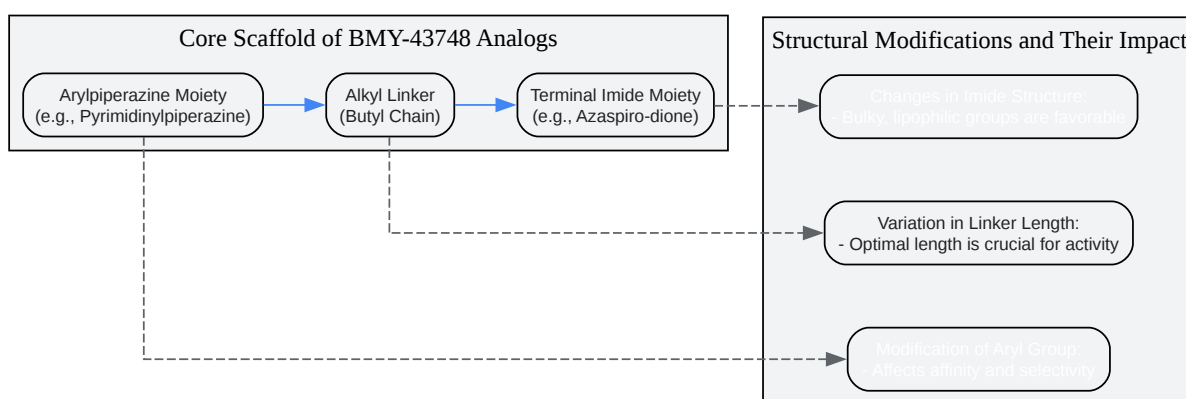 Core Scaffold of BMY-43748 Analogs
Arylpiperazine Moiety
(e.g., Pyrimidinylpiperazine)
Alkyl Linker
(Butyl Chain)
Terminal Imide Moiety
(e.g., Azaspiro-dione)
Structural Modifications and Their Impact
Changes in Imide Structure:
- Bulky, lipophilic groups are favorable
Variation in Linker Length:
- Optimal length is crucial for activity
Modification of Aryl Group:
- Affects affinity and selectivity